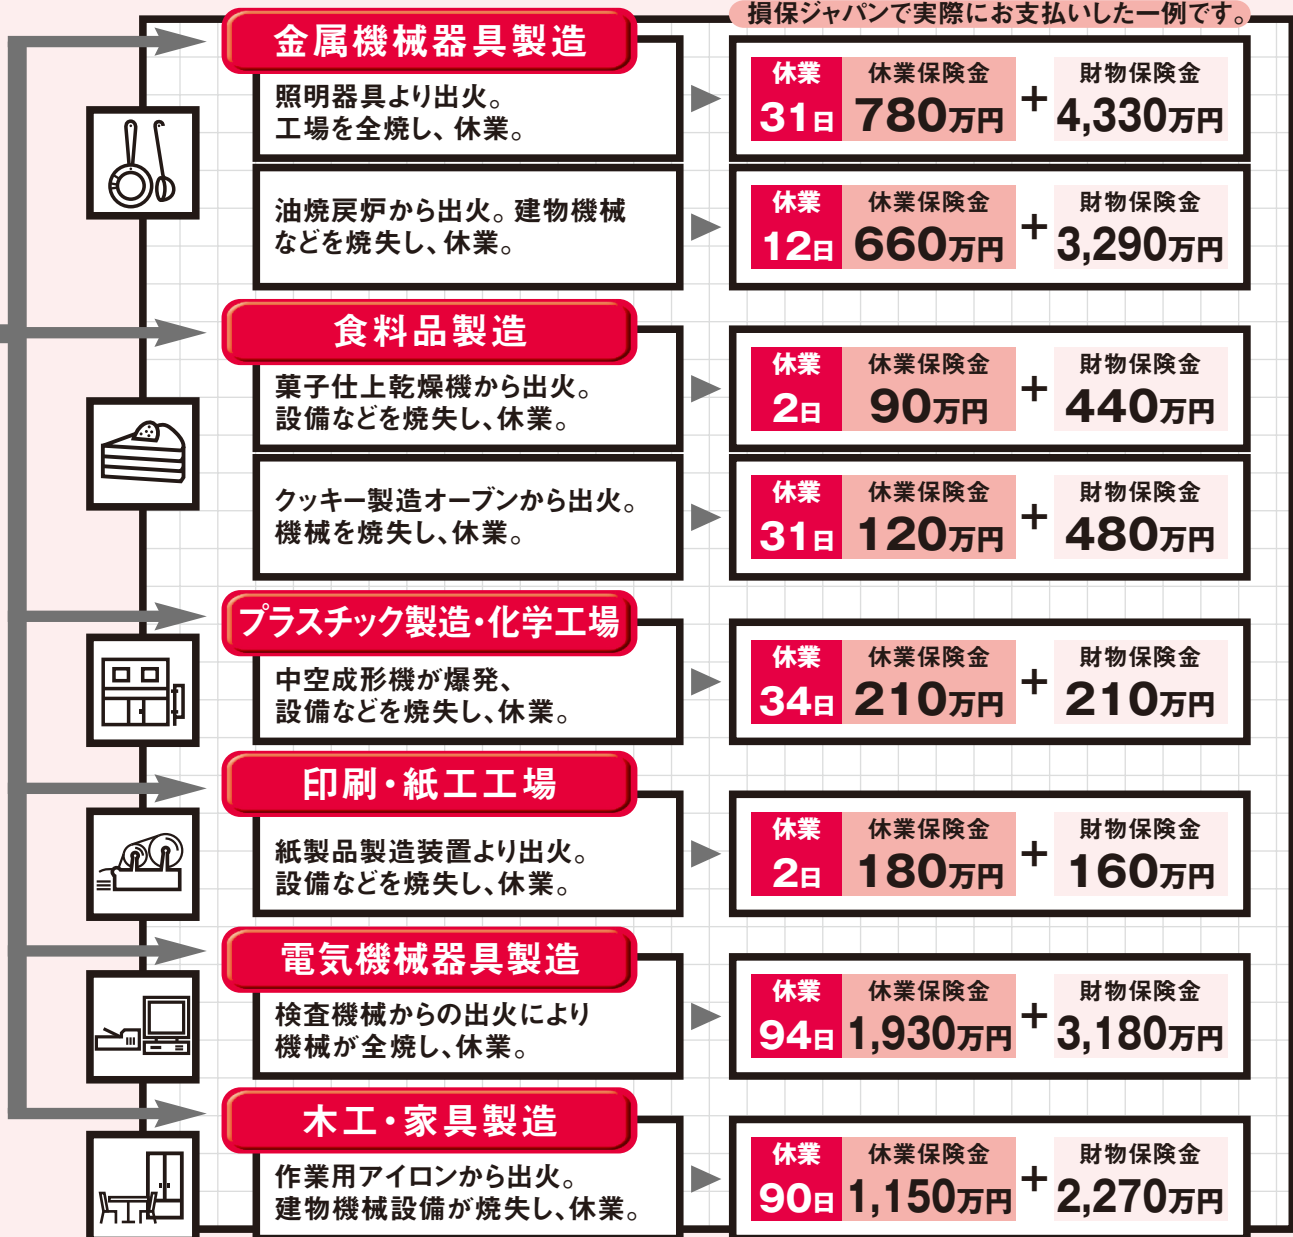 損保ジャパンで実際にお支払いした一例です。
金属機械器具製造
照明器具より出火。
工場を全焼し、休業。
休業
31日
休業保険金
780万円
+
財物保険金
4,330万円
油焼戻炉から出火。建物機械
などを焼失し、休業。
休業
12日
休業保険金
660万円
+
財物保険金
3,290万円
食料品製造
菓子仕上乾燥機から出火。
設備などを焼失し、休業。
休業
2日
休業保険金
90万円
+
財物保険金
440万円
クッキー製造オーブンから出火。
機械を焼失し、休業。
休業
31日
休業保険金
120万円
+
財物保険金
480万円
プラスチック製造・化学工場
中空成形機が爆発、
設備などを焼失し、休業。
休業
34日
休業保険金
210万円
+
財物保険金
210万円
印刷・紙工工場
紙製品製造装置より出火。
設備などを焼失し、休業。
休業
2日
休業保険金
180万円
+
財物保険金
160万円
電気機械器具製造
検査機械からの出火により
機械が全焼し、休業。
休業
94日
休業保険金
1,930万円
+
財物保険金
3,180万円
木工・家具製造
作業用アイロンから出火。
建物機械設備が焼失し、休業。
休業
90日
休業保険金
1,150万円
+
財物保険金
2,270万円